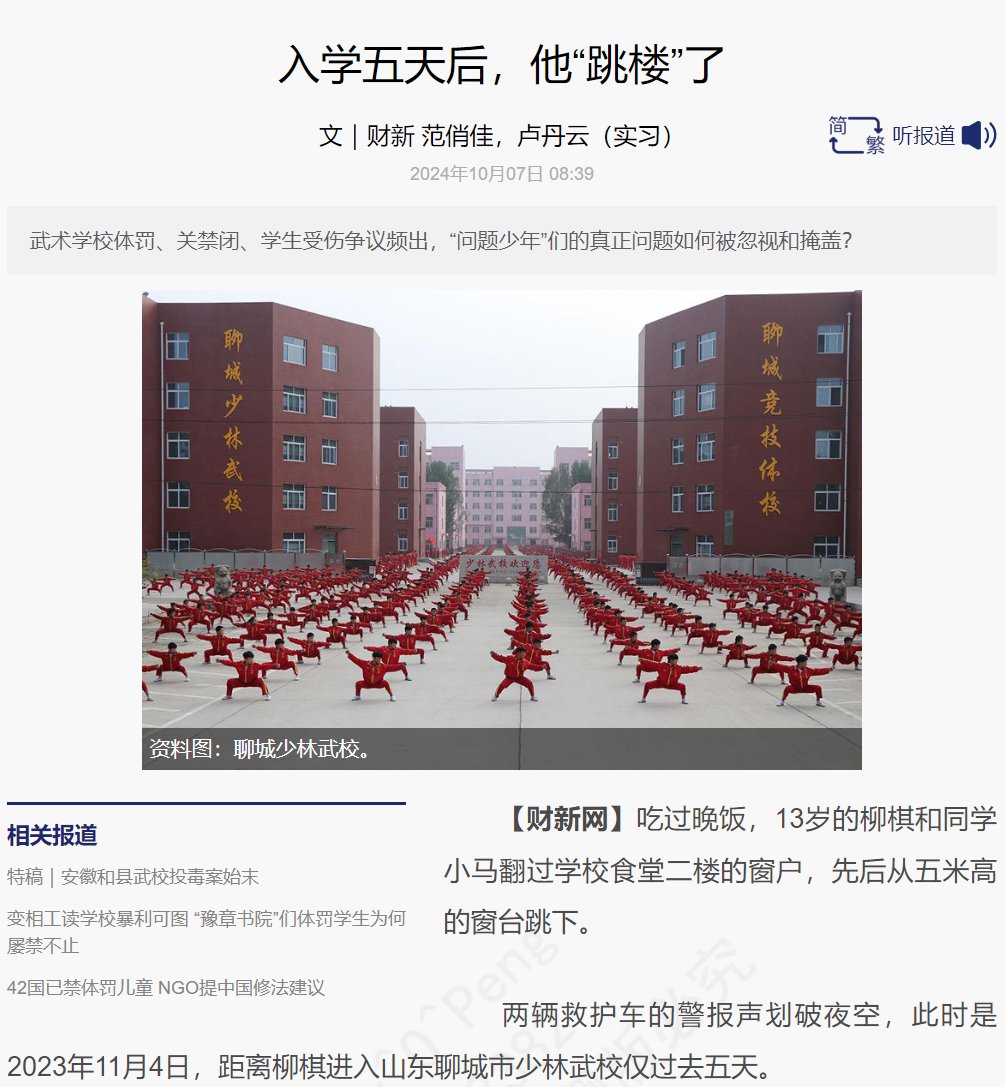 入学五天后，他“跳楼”了
文｜财新 范俏佳，卢丹云（实习）
简
繁
听报道
2024年10月07日 08:39
武术学校体罚、关禁闭、学生受伤争议频出，“问题少年”们的真正问题如何被忽视和掩盖？
聊城少林武校
聊城竞技体校
少林武校欢迎您
资料图：聊城少林武校。
相关报道
特稿｜安徽和县武校投毒案始末
变相工读学校暴利可图 “豫章书院”们体罚学生为何
屡禁不止
42国已禁体罚儿童 NGO提中国修法建议
【财新网】吃过晚饭，13岁的柳棋和同学
小马翻过学校食堂二楼的窗户，先后从五米高
的窗台跳下。
两辆救护车的警报声划破夜空，此时是
2023年11月4日，距离柳棋进入山东聊城市少林武校仅过去五天。